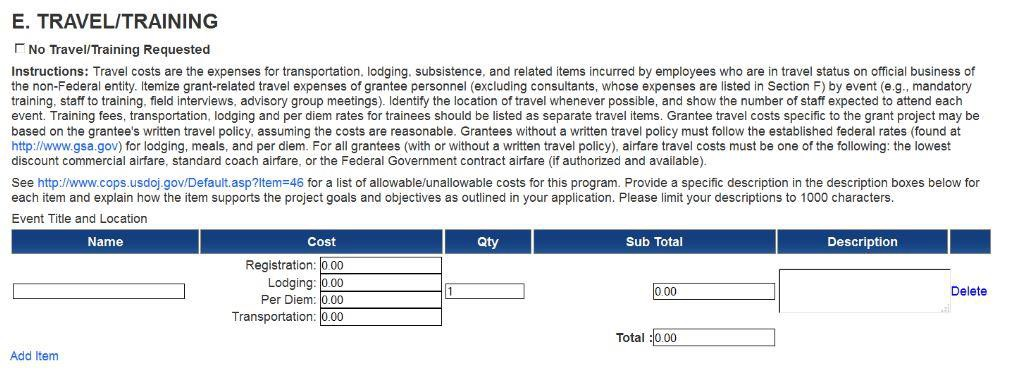 E. TRAVEL/TRAINING
No Travel/Training Requested
Instructions: Travel costs are the expenses for transportation, lodging, subsistence, and related items incurred by employees who are in travel status on official business of
the non-Federal entity. Itemize grant-related travel expenses of grantee personnel (excluding consultants, whose expenses are listed in Section F) by event (e.g., mandatory
training, staff to training, field interviews, advisory group meetings). Identify the location of travel whenever possible, and show the number of staff expected to attend each
event. Training fees, transportation, lodging and per diem rates for trainees should be listed as separate travel items. Grantee travel costs specific to the grant project may be
based on the grantee's written travel policy, assuming the costs are reasonable. Grantees without a written travel policy must follow the established federal rates (found at
http://www.gsa.gov) for lodging, meals, and per diem. For all grantees (with or without a written travel policy), airfare travel costs must be one of the following: the lowest
discount commercial airfare, standard coach airfare, or the Federal Government contract airfare (if authorized and available).
See http://www.cops.usdoj.gov/Default.asp?Item=46 for a list of allowable/unallowable costs for this program. Provide a specific description in the description boxes below for
each item and explain how the item supports the project goals and objectives as outlined in your application. Please limit your descriptions to 1000 characters.
Event Title and Location
Name Cost Qty Sub Total Description
Registration: 0.00
Lodging: 0.00
Per Diem: 0.00
Transportation: 0.00
1
0.00
Delete
Total : 0.00
Add Item